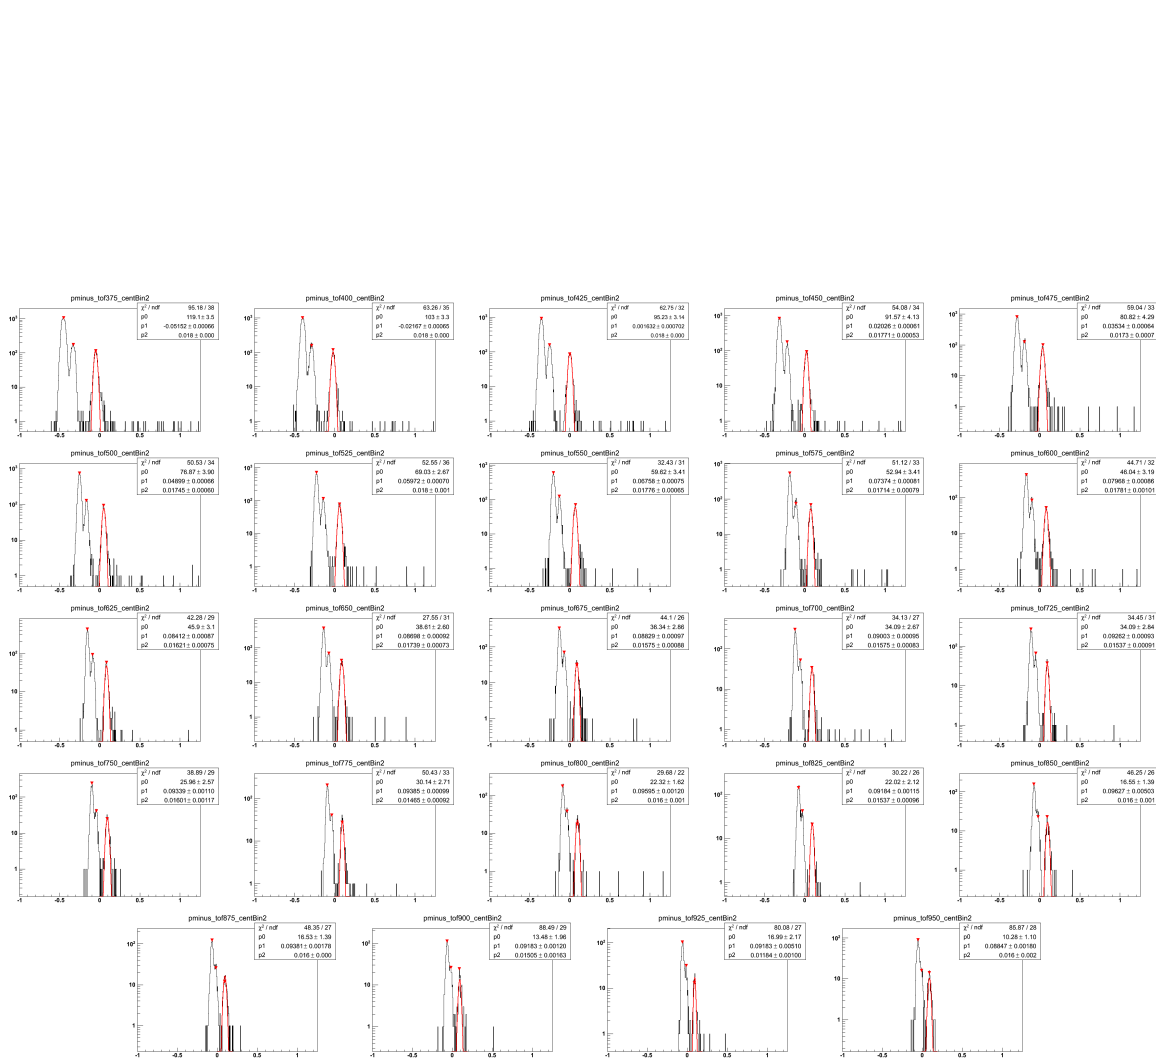 pminus_tof375_centBin2
χ² / ndf 95.18 / 38
p0 119.1 ± 3.5
p1 -0.05152 ± 0.00066
p2 0.018 ± 0.000
pminus_tof400_centBin2
χ² / ndf 63.26 / 35
p0 103 ± 3.3
p1 -0.02167 ± 0.00065
p2 0.018 ± 0.000
pminus_tof425_centBin2
χ² / ndf 62.75 / 32
p0 95.23 ± 3.14
p1 0.001632 ± 0.000702
p2 0.018 ± 0.000
pminus_tof450_centBin2
χ² / ndf 54.08 / 34
p0 91.57 ± 4.13
p1 0.02026 ± 0.00061
p2 0.01771 ± 0.00053
pminus_tof475_centBin2
χ² / ndf 59.04 / 33
p0 80.82 ± 4.29
p1 0.03534 ± 0.00064
p2 0.0173 ± 0.0007
pminus_tof500_centBin2
χ² / ndf 50.53 / 34
p0 76.87 ± 3.90
p1 0.04899 ± 0.00066
p2 0.01745 ± 0.00060
pminus_tof525_centBin2
χ² / ndf 52.55 / 36
p0 69.03 ± 2.67
p1 0.05972 ± 0.00070
p2 0.018 ± 0.001
pminus_tof550_centBin2
χ² / ndf 32.43 / 31
p0 59.62 ± 3.41
p1 0.06758 ± 0.00075
p2 0.01776 ± 0.00065
pminus_tof575_centBin2
χ² / ndf 51.12 / 33
p0 52.94 ± 3.41
p1 0.07374 ± 0.00081
p2 0.01714 ± 0.00079
pminus_tof600_centBin2
χ² / ndf 44.71 / 32
p0 46.04 ± 3.19
p1 0.07968 ± 0.00086
p2 0.01781 ± 0.00101
pminus_tof625_centBin2
χ² / ndf 42.28 / 29
p0 45.9 ± 3.1
p1 0.08412 ± 0.00087
p2 0.01621 ± 0.00075
pminus_tof650_centBin2
χ² / ndf 27.55 / 31
p0 38.61 ± 2.60
p1 0.08698 ± 0.00092
p2 0.01739 ± 0.00073
pminus_tof675_centBin2
χ² / ndf 44.1 / 26
p0 36.34 ± 2.86
p1 0.08829 ± 0.00097
p2 0.01575 ± 0.00088
pminus_tof700_centBin2
χ² / ndf 34.13 / 27
p0 34.09 ± 2.67
p1 0.09003 ± 0.00095
p2 0.01575 ± 0.00083
pminus_tof725_centBin2
χ² / ndf 34.45 / 31
p0 34.09 ± 2.84
p1 0.09262 ± 0.00093
p2 0.01537 ± 0.00091
pminus_tof750_centBin2
χ² / ndf 38.89 / 29
p0 25.96 ± 2.57
p1 0.09339 ± 0.00110
p2 0.01601 ± 0.00117
pminus_tof775_centBin2
χ² / ndf 50.43 / 33
p0 30.14 ± 2.71
p1 0.09385 ± 0.00099
p2 0.01465 ± 0.00092
pminus_tof800_centBin2
χ² / ndf 29.68 / 22
p0 22.32 ± 1.62
p1 0.09595 ± 0.00120
p2 0.016 ± 0.001
pminus_tof825_centBin2
χ² / ndf 30.22 / 26
p0 22.02 ± 2.12
p1 0.09184 ± 0.00115
p2 0.01537 ± 0.00096
pminus_tof850_centBin2
χ² / ndf 46.25 / 26
p0 16.55 ± 1.39
p1 0.09627 ± 0.00503
p2 0.016 ± 0.001
pminus_tof875_centBin2
χ² / ndf 48.35 / 27
p0 16.53 ± 1.39
p1 0.09381 ± 0.00178
p2 0.016 ± 0.000
pminus_tof900_centBin2
χ² / ndf 88.49 / 29
p0 13.48 ± 1.96
p1 0.09183 ± 0.00120
p2 0.01505 ± 0.00163
pminus_tof925_centBin2
χ² / ndf 80.08 / 27
p0 16.99 ± 2.17
p1 0.09183 ± 0.00510
p2 0.01184 ± 0.00100
pminus_tof950_centBin2
χ² / ndf 85.87 / 28
p0 10.28 ± 1.10
p1 0.08847 ± 0.00180
p2 0.016 ± 0.002